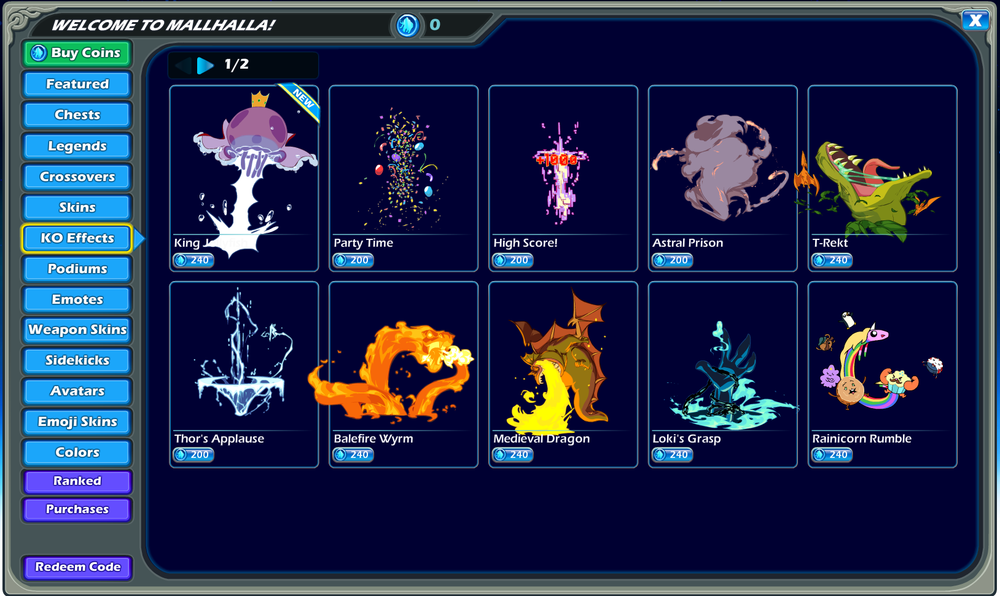 WELCOME TO MALLHALLA!
0
X
Buy Coins
Featured
Chests
Legends
Crossovers
Skins
KO Effects
Podiums
Emotes
Weapon Skins
Sidekicks
Avatars
Emoji Skins
Colors
Ranked
Purchases
Redeem Code
1/2
NEW
King Jellyfish
240
Party Time
200
+1000
High Score!
200
Astral Prison
200
T-Rekt
240
Thor's Applause
200
Balefire Wyrm
240
Medieval Dragon
240
Loki's Grasp
240
Rainicorn Rumble
240